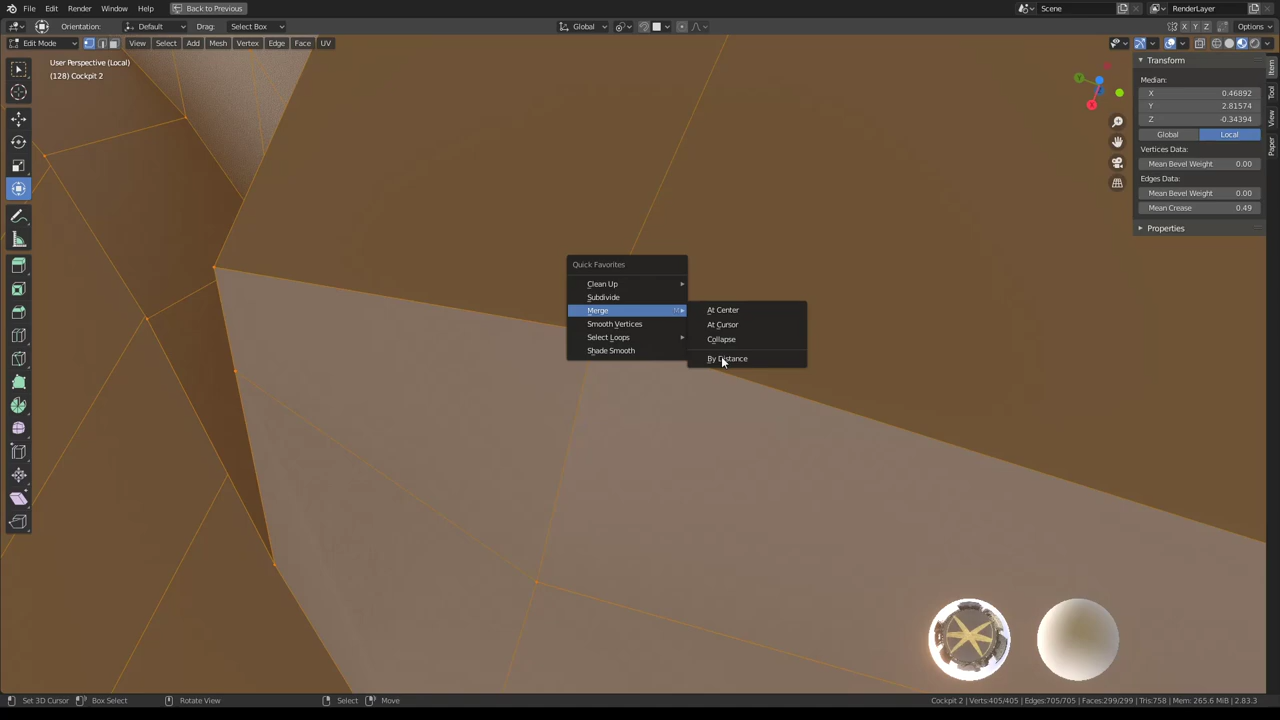 File Edit Render Window Help Back to Previous Scene RenderLayer
Orientation: Default Drag: Select Box Global Options
Edit Mode View Select Add Mesh Vertex Edge Face UV X Y Z
User Perspective (Local)
(128) Cockpit 2
Transform
Median:
X 0.46892
Y 2.81574
Z -0.34394
Global Local
Vertices Data:
Mean Bevel Weight 0.00
Edges Data:
Mean Bevel Weight 0.00
Mean Crease 0.49
Properties
Item
Tool
View
Paper
Y
X
Quick Favorites
Clean Up
Subdivide
Merge M
Smooth Vertices
Select Loops
Shade Smooth
At Center
At Cursor
Collapse
By Distance
Set 3D Cursor Box Select Rotate View Select Move Cockpit 2 | Verts:405/405 | Edges:705/705 | Faces:299/299 | Tris:758 | Mem: 265.6 MiB | 2.83.3